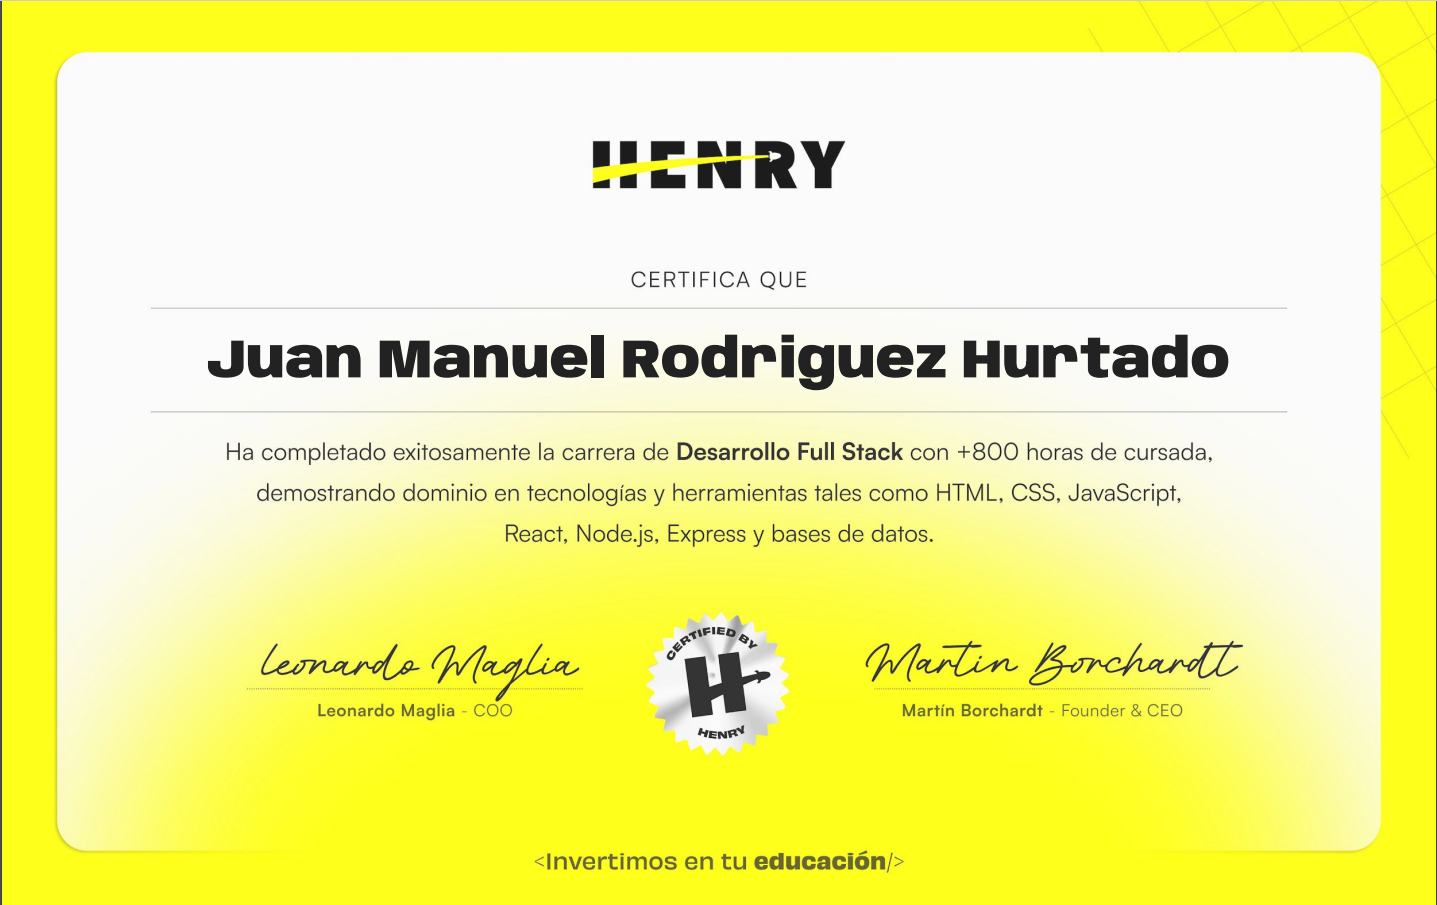 HENRY
CERTIFICA QUE
Juan Manuel Rodriguez Hurtado
Ha completado exitosamente la carrera de Desarrollo Full Stack con +800 horas de cursada,
demostrando dominio en tecnologías y herramientas tales como HTML, CSS, JavaScript,
React, Node.js, Express y bases de datos.
Leonardo Maglia
Leonardo Maglia - COO
CERTIFIED BY
H
HENRY
Martin Borchardt
Martín Borchardt - Founder & CEO
<Invertimos en tu educación/>